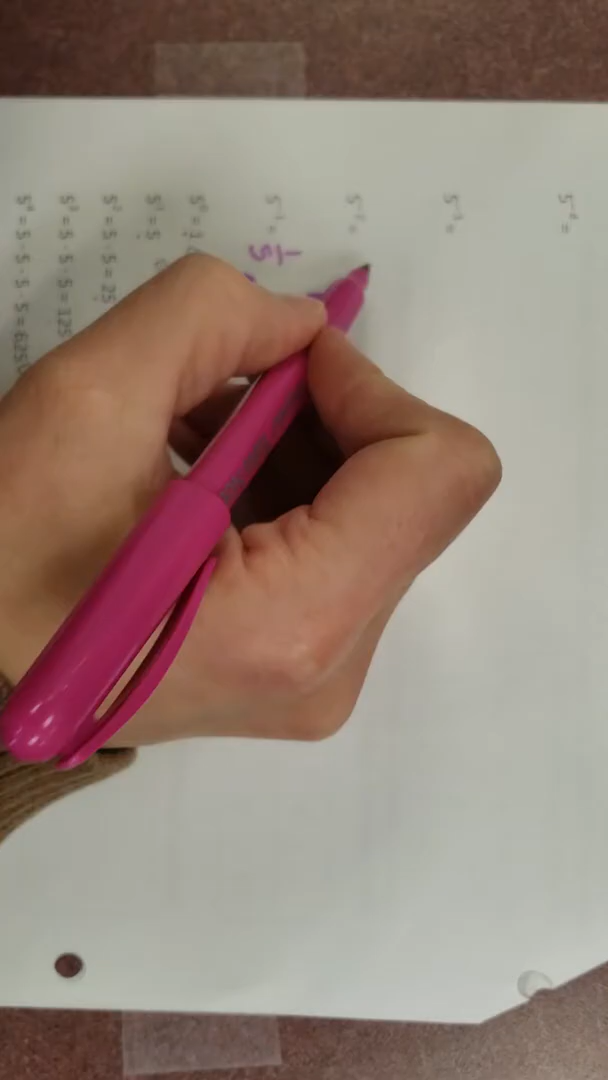 5⁻⁴ =
5⁻³ =
5⁻² =
5⁻¹ = 1/5
5⁰ = 1
5¹ = 5
5² = 5 · 5 = 25
5³ = 5 · 5 · 5 = 125
5⁴ = 5 · 5 · 5 · 5 = 625